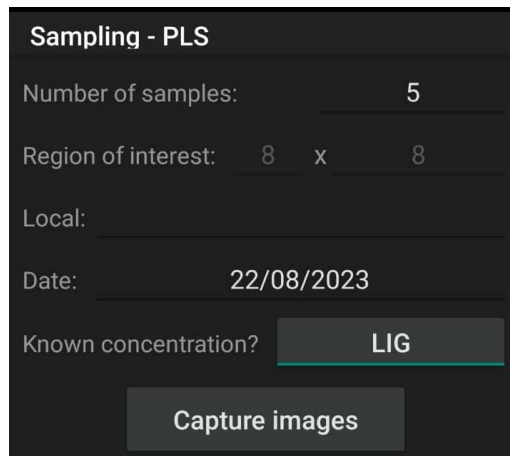 Sampling - PLS
Number of samples: 5
Region of interest: 8 x 8
Local:
Date: 22/08/2023
Known concentration? LIG
Capture images